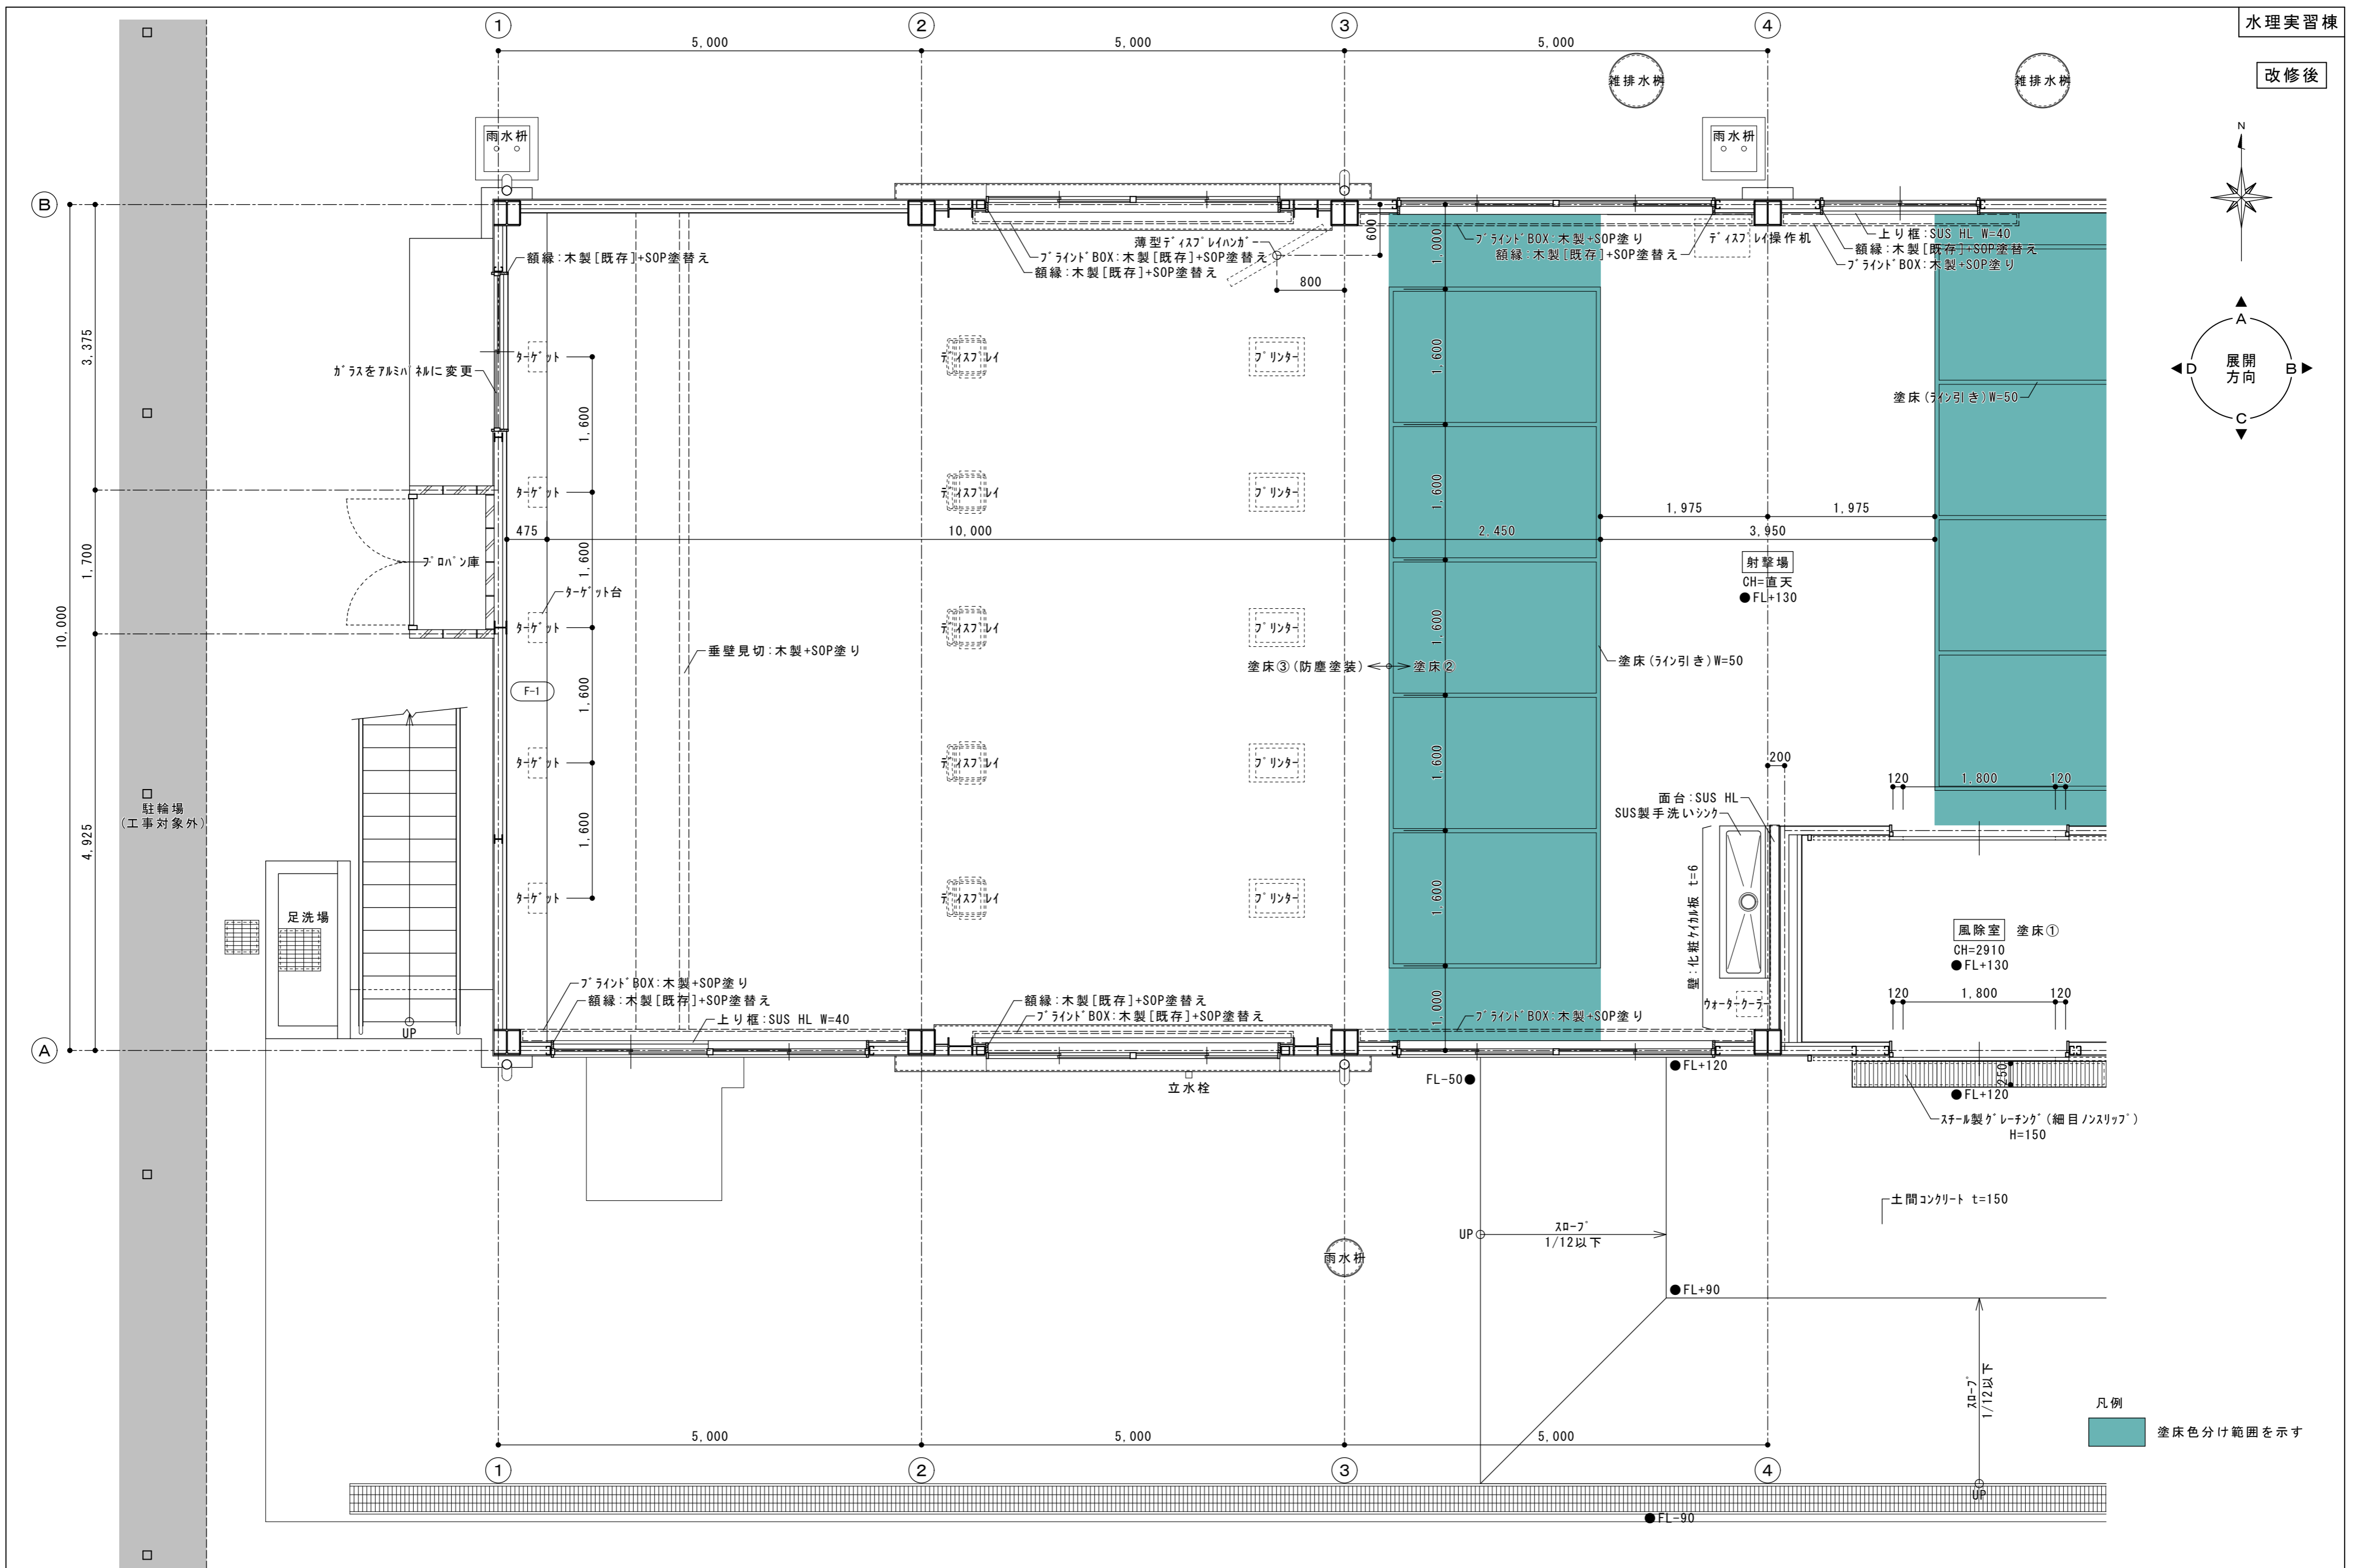 水理実習棟
改修後
① ② ③ ④
5,000 5,000 5,000
雑排水桝 雑排水桝
雨水枡 雨水枡
N
Ⓑ
額縁:木製[既存]+SOP塗替え
薄型ディスプレイハンガー
ブラインドBOX:木製[既存]+SOP塗替え
額縁:木製[既存]+SOP塗替え
600
800
1,000
ブラインドBOX:木製+SOP塗り
額縁:木製[既存]+SOP塗替え
ディスプレイ操作机
上り框:SUS HL W=40
額縁:木製[既存]+SOP塗替え
ブラインドBOX:木製+SOP塗り
A
D 展開 B
方向
C
3,375
ガラスをアルミパネルに変更
ターゲット ディスプレイ プリンター
1,600 1,600
塗床(ライン引き)W=50
ターゲット ディスプレイ プリンター
1,600
1,975 1,975
475 10,000 2,450 3,950
1,700
プロパン庫
1,600
射撃場
CH=直天
●FL+130
10,000
ターゲット台
ターゲット ディスプレイ プリンター
1,600
垂壁見切:木製+SOP塗り
塗床③(防塵塗装) 塗床②
塗床(ライン引き)W=50
F-1
1,600
1,600
ターゲット ディスプレイ プリンター
200
120 1,800 120
駐輪場
(工事対象外)
4,925
1,600
面台:SUS HL
SUS製手洗いシンク
壁:化粧ケイカル板 t=6
ターゲット ディスプレイ プリンター
1,600
足洗場
風除室 塗床①
CH=2910
●FL+130
UP
ブラインドBOX:木製+SOP塗り
額縁:木製[既存]+SOP塗替え
上り框:SUS HL W=40
額縁:木製[既存]+SOP塗替え
ブラインドBOX:木製[既存]+SOP塗替え
1,000
ブラインドBOX:木製+SOP塗り
ウォータークーラー
120 1,800 120
Ⓐ
立水栓
FL-50●
●FL+120
250
●FL+120
スチール製グレーチング(細目ノンスリップ)
H=150
土間コンクリート t=150
UP
スロープ
1/12以下
雨水枡
●FL+90
スロープ
1/12以下
凡例
塗床色分け範囲を示す
5,000 5,000 5,000
① ② ③ ④
UP
●FL-90